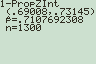 1-PropZInt
(.69008,.73145)
p̂=.7107692308
n=1300